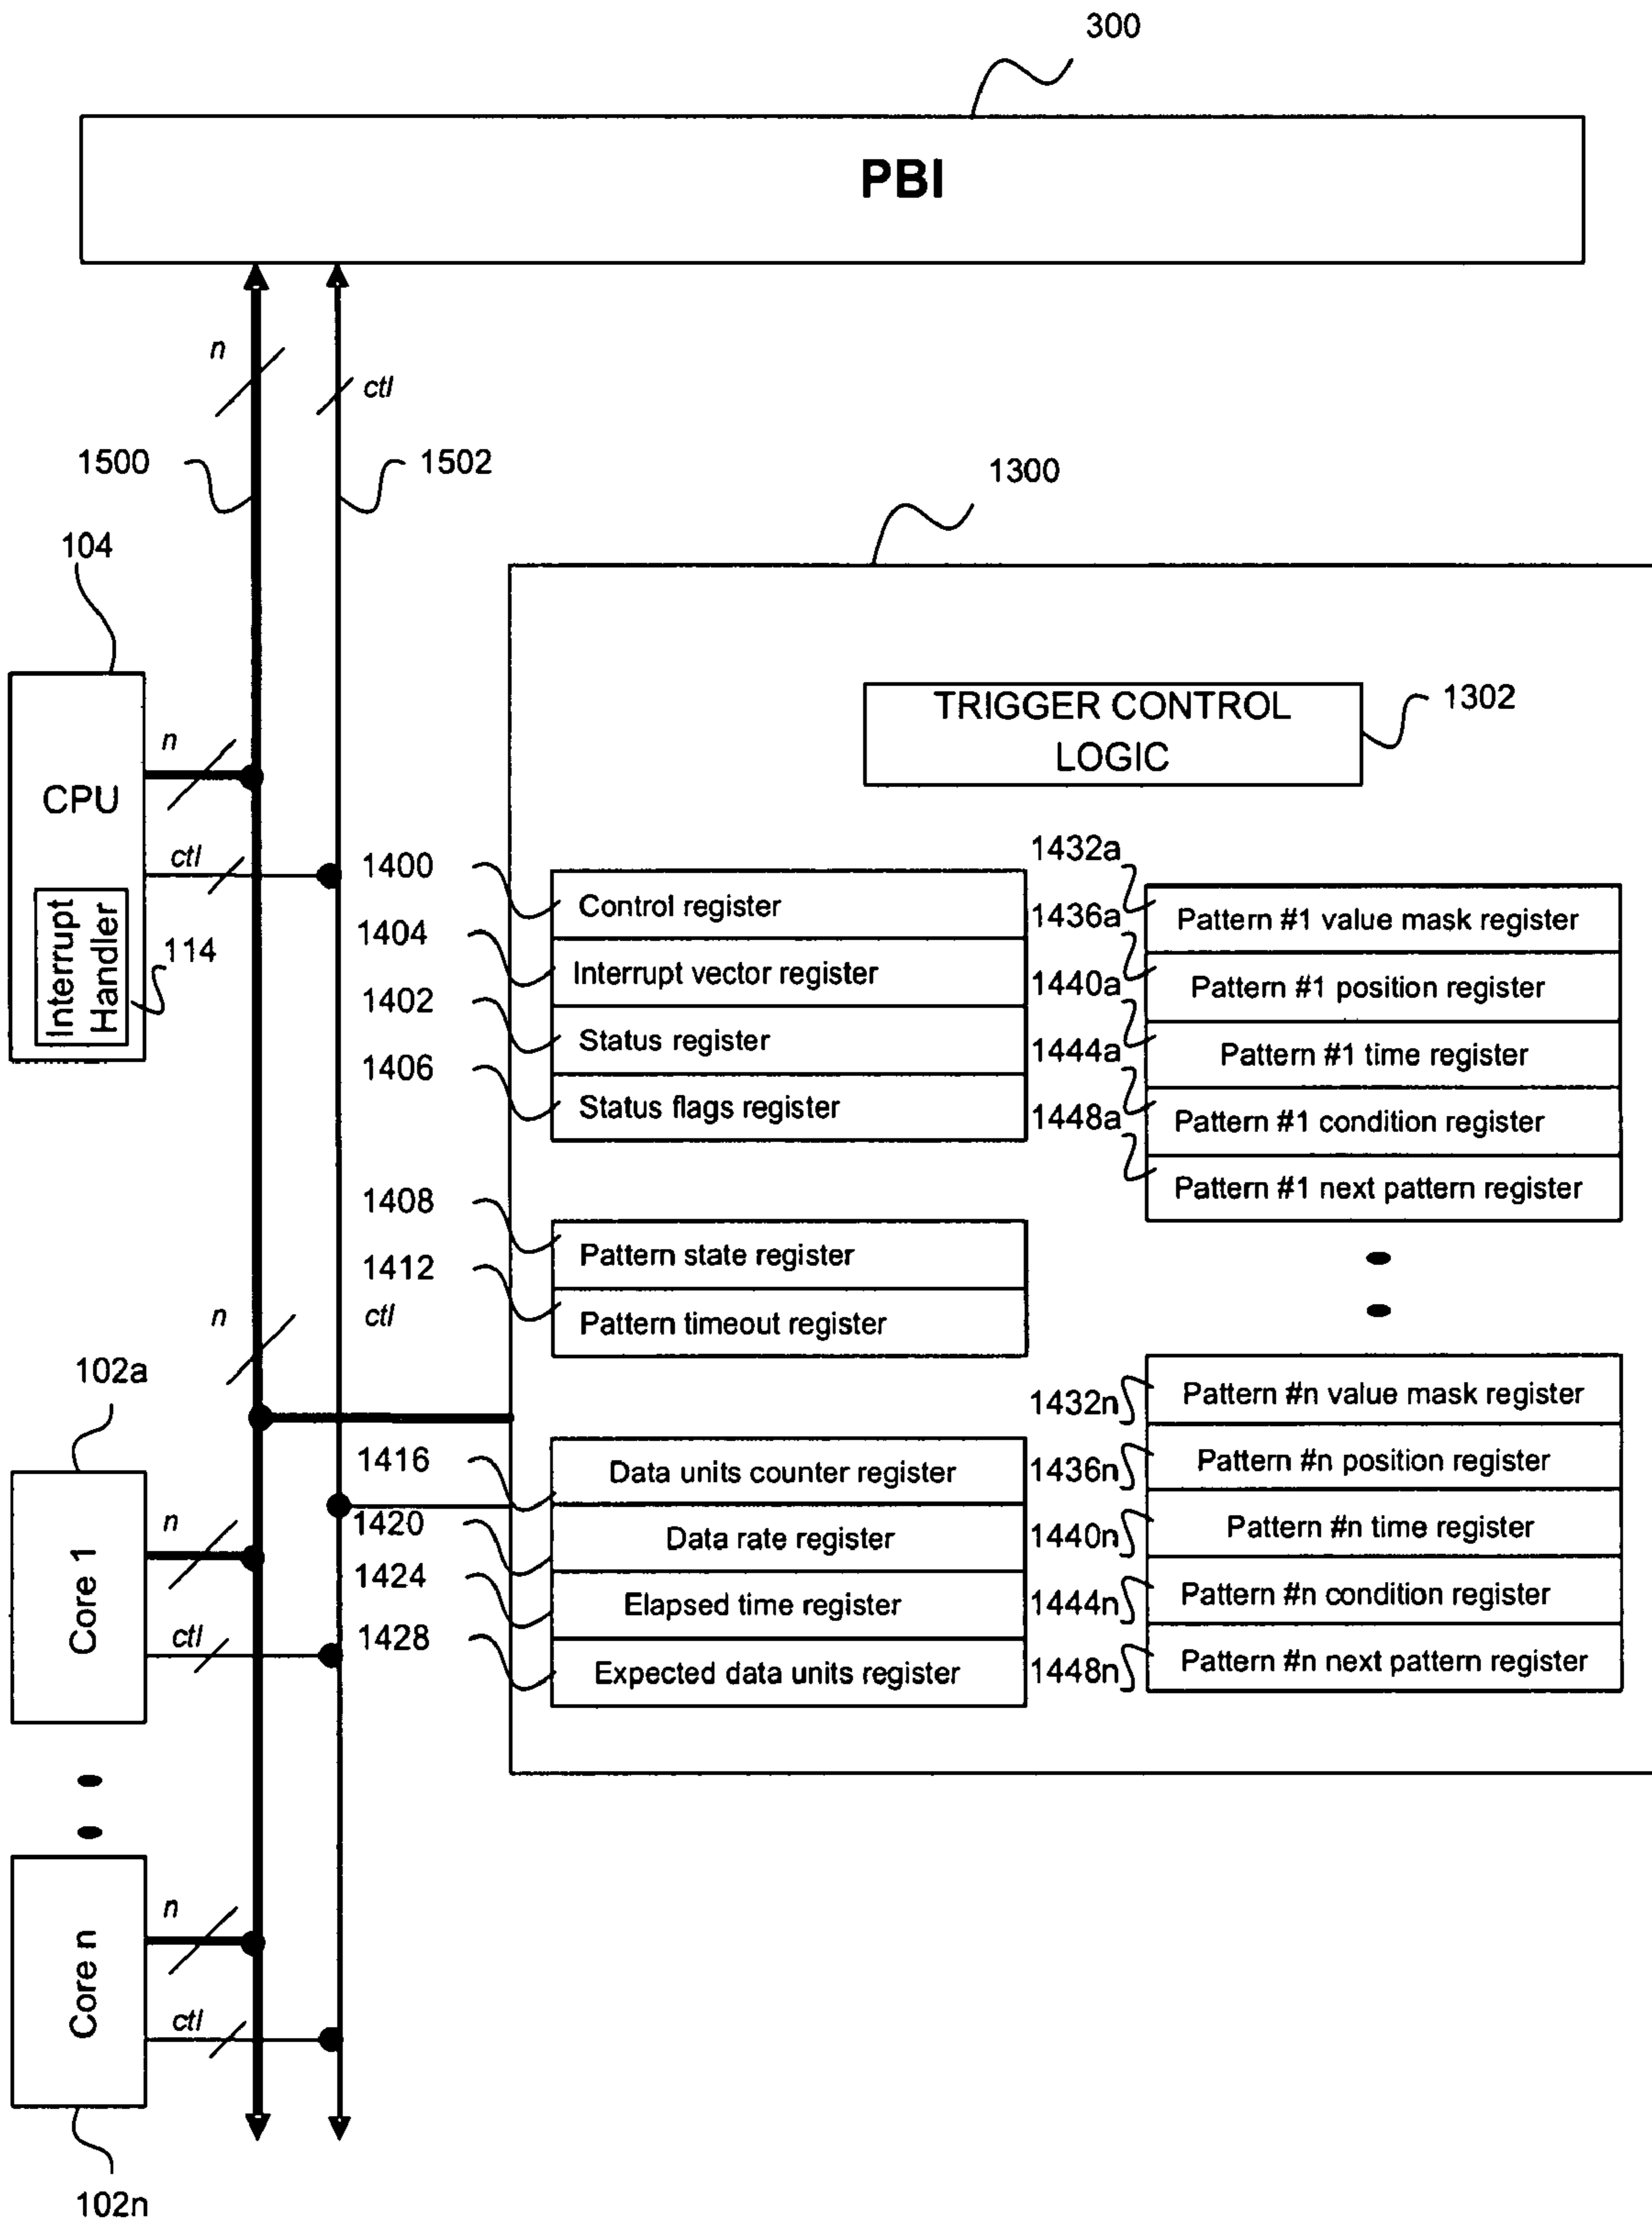 300
PBI
n
ctl
1500
1502
1300
104
TRIGGER CONTROL
LOGIC
1302
n
CPU
ctl
Interrupt
Handler
114
1400
Control register
1404
Interrupt vector register
1402
Status register
1406
Status flags register
1432a
Pattern #1 value mask register
1436a
Pattern #1 position register
1440a
Pattern #1 time register
1444a
Pattern #1 condition register
1448a
Pattern #1 next pattern register
1408
Pattern state register
1412
Pattern timeout register
n
ctl
102a
1432n
Pattern #n value mask register
1436n
Pattern #n position register
1440n
Pattern #n time register
1444n
Pattern #n condition register
1448n
Pattern #n next pattern register
1416
Data units counter register
1420
Data rate register
1424
Elapsed time register
1428
Expected data units register
n
Core 1
ctl
n
Core n
ctl
102n